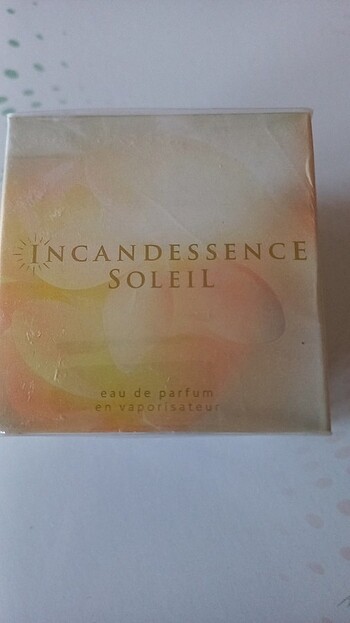 INCANDESSENCE
SOLEIL
eau de parfum
en vaporisateur